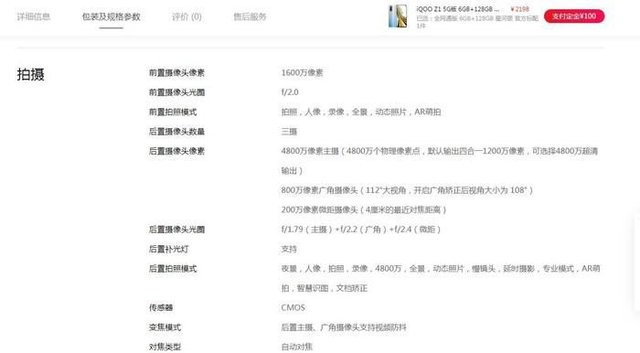 详细信息 包装及规格参数 评价 (0) 售后服务
iQOO Z1 5G版 6GB+128GB ... ￥2198
已选：全网通版 6GB+128GB 星河银 官方标配
1件
支付定金￥100
拍摄
前置摄像头像素 1600万像素
前置摄像头光圈 f/2.0
前置拍照模式 拍照，人像，录像，全景，动态照片，AR萌拍
后置摄像头数量 三摄
后置摄像头像素 4800万像素主摄（4800万个物理像素点，默认输出四合一1200万像素，可选择4800万超清
输出）
800万像素广角摄像头（112°大视角，开启广角矫正后视角大小为 108°）
200万像素微距摄像头（4厘米的最近对焦距离）
后置摄像头光圈 f/1.79（主摄）+f/2.2（广角）+f/2.4（微距）
后置补光灯 支持
后置拍照模式 夜景，人像，拍照，录像，4800万，全景，动态照片，慢镜头，延时摄影，专业模式，AR萌
拍，智慧识图，文档矫正
传感器 CMOS
变焦模式 后置主摄、广角摄像头支持视频防抖
对焦类型 自动对焦